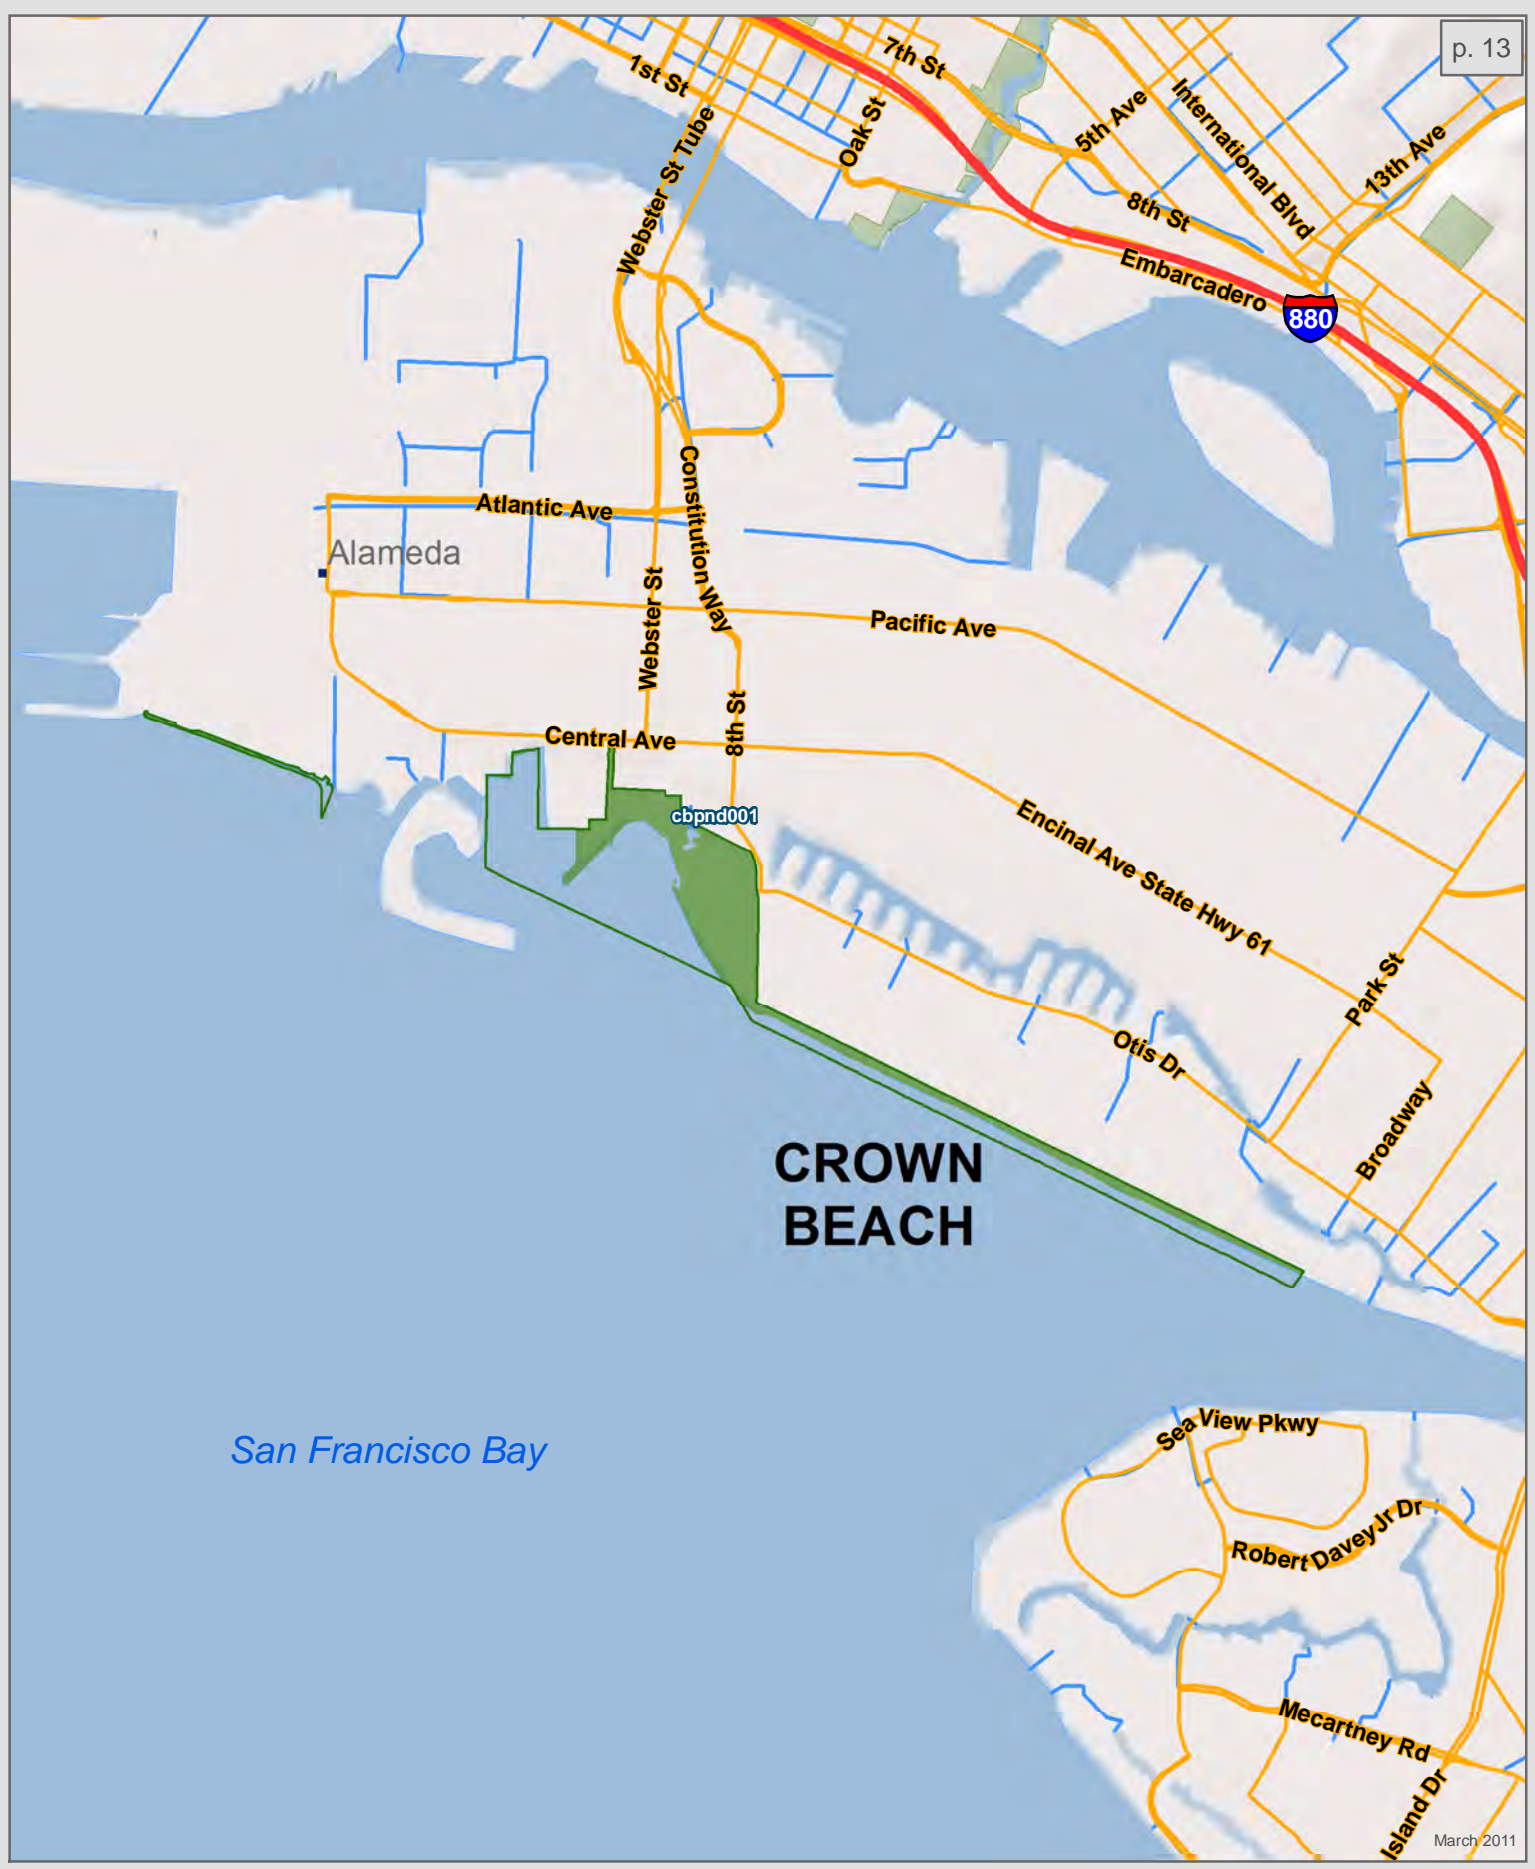 p. 13
7th St
1st St
Oak St
5th Ave
International Blvd
13th Ave
Webster St Tube
8th St
Embarcadero
880
Constitution Way
Atlantic Ave
Alameda
Webster St
Pacific Ave
8th St
Central Ave
cbpnd001
Encinal Ave State Hwy 61
Park St
Otis Dr
Broadway
CROWN
BEACH
San Francisco Bay
Sea View Pkwy
Robert Davey Jr Dr
Mecartney Rd
Island Dr
March 2011